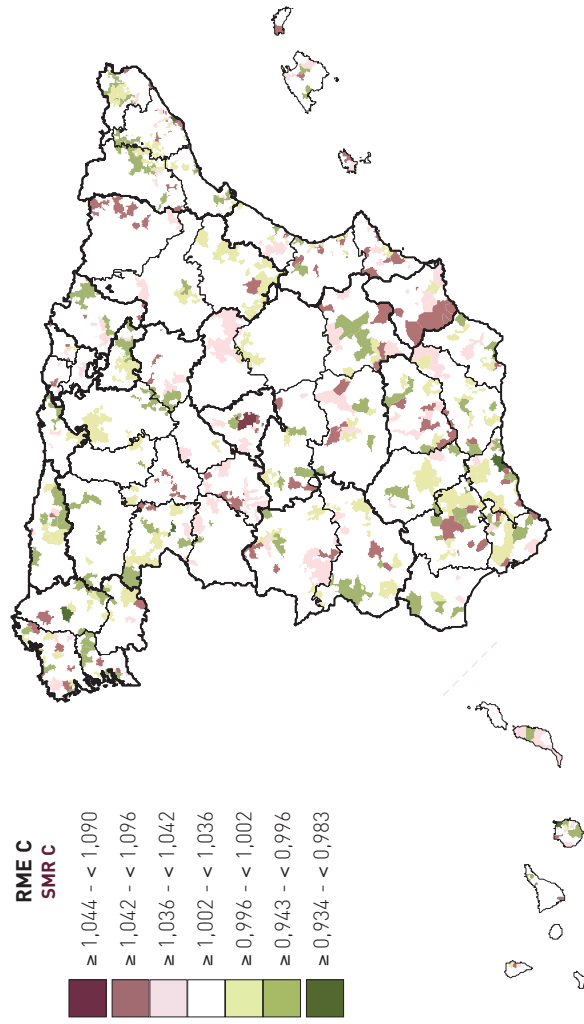 RME C
SMR C
≥ 1,044 - < 1,090
≥ 1,042 - < 1,096
≥ 1,036 - < 1,042
≥ 1,002 - < 1,036
≥ 0,996 - < 1,002
≥ 0,943 - < 0,996
≥ 0,934 - < 0,983